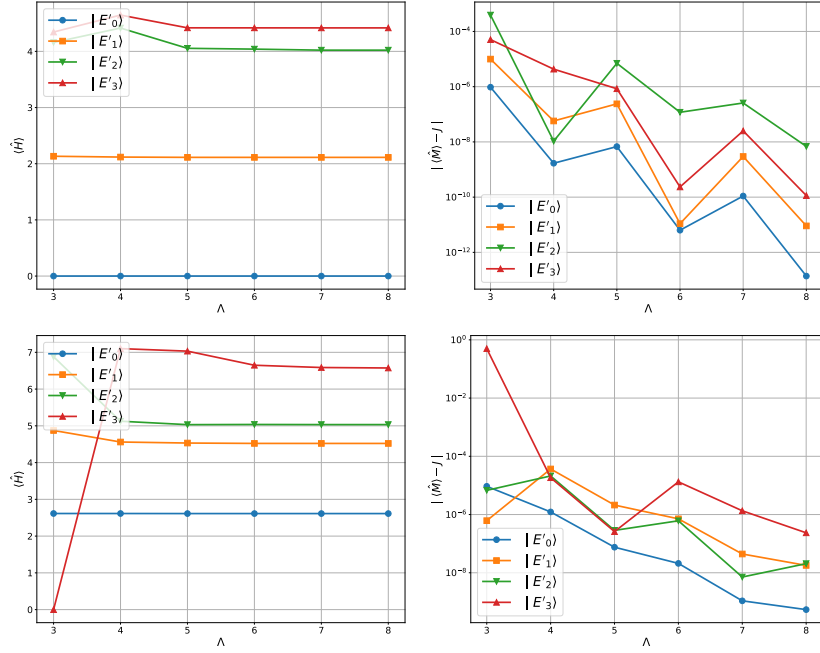 4
2
0
⟨Ĥ⟩
3 4 5 6 7 8
Λ
| E'₀⟩
| E'₁⟩
| E'₂⟩
| E'₃⟩
10⁻⁴
10⁻⁶
10⁻⁸
10⁻¹⁰
10⁻¹²
| ⟨M̂⟩ − J |
3 4 5 6 7 8
Λ
| E'₀⟩
| E'₁⟩
| E'₂⟩
| E'₃⟩
7
6
5
4
3
2
1
0
⟨Ĥ⟩
3 4 5 6 7 8
Λ
| E'₀⟩
| E'₁⟩
| E'₂⟩
| E'₃⟩
10⁰
10⁻²
10⁻⁴
10⁻⁶
10⁻⁸
| ⟨M̂⟩ − J |
3 4 5 6 7 8
Λ
| E'₀⟩
| E'₁⟩
| E'₂⟩
| E'₃⟩